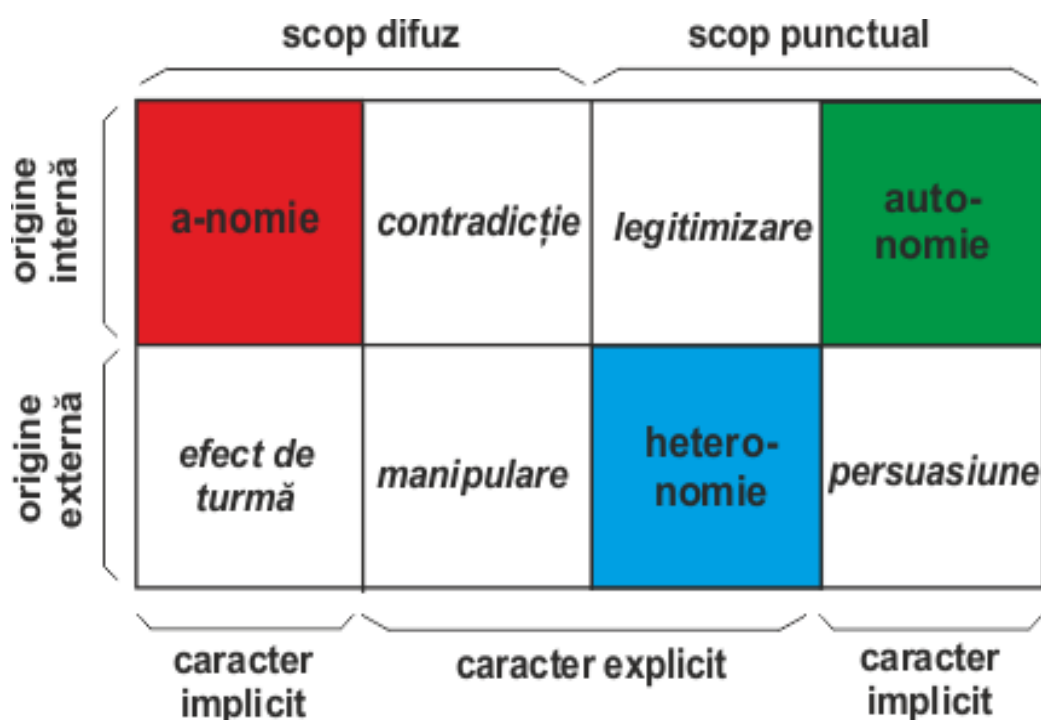 scop difuz
scop punctual
origine
internă
a-nomie
contradicție
legitimizare
auto-
nomie
origine
externă
efect de
turmă
manipulare
hetero-
nomie
persuasiune
caracter
implicit
caracter explicit
caracter
implicit